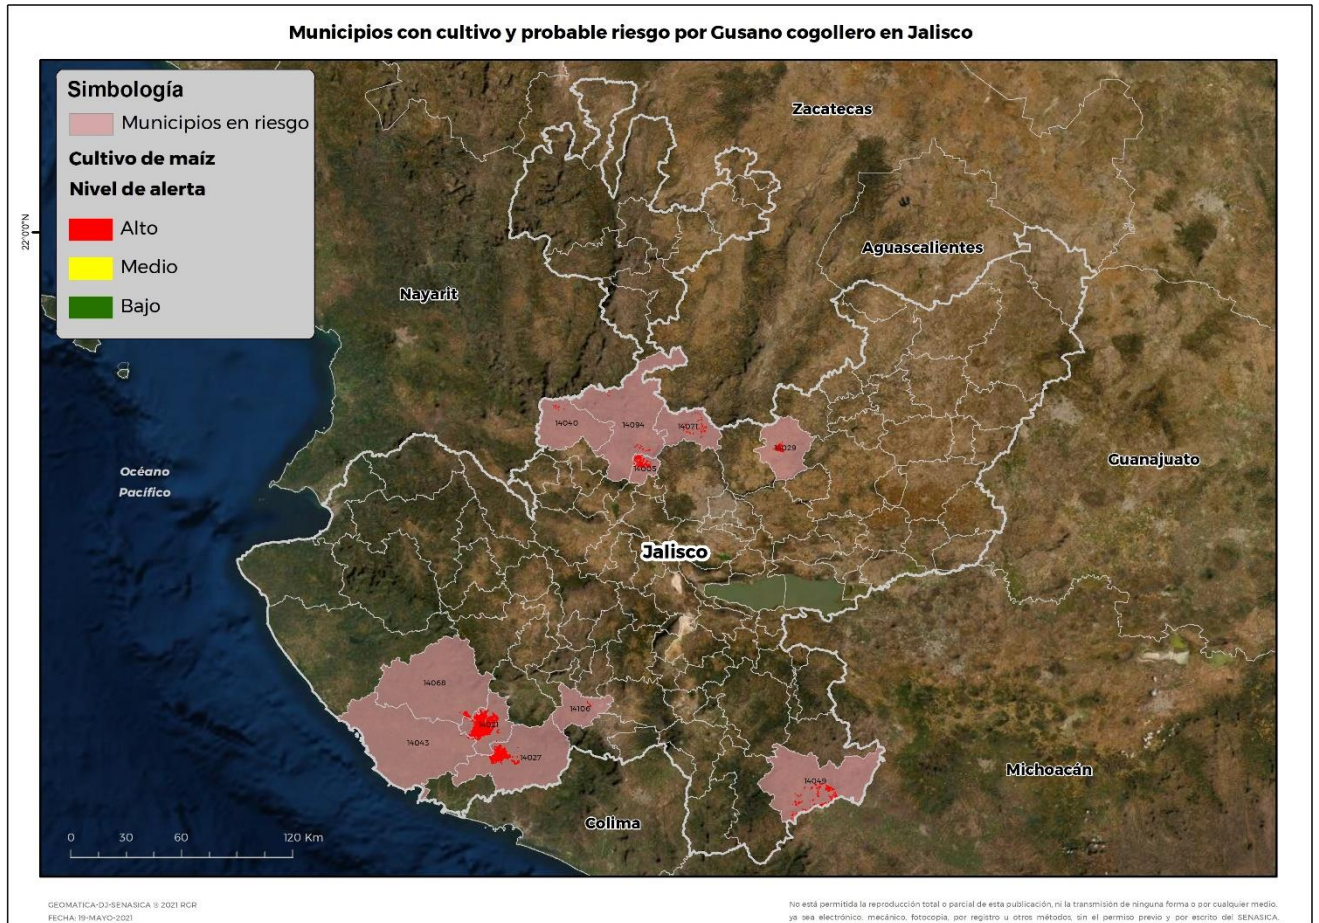 Municipios con cultivo y probable riesgo por Gusano cogollero en Jalisco
Simbología
Municipios en riesgo
Cultivo de maíz
Nivel de alerta
Alto
Medio
Bajo
22°0'0"N
Zacatecas
Aguascalientes
Nayarit
14040
14094
14071
14005
14029
Guanajuato
Océano
Pacífico
Jalisco
14068
14106
14021
14043
14027
14049
Michoacán
Colima
0 30 60 120 Km
GEOMATICA-DJ-SENASICA © 2021 RGR
FECHA: 19-MAYO-2021
No está permitida la reproducción total o parcial de esta publicación, ni la transmisión de ninguna forma o por cualquier medio,
ya sea electrónico, mecánico, fotocopia, por registro u otros métodos, sin el permiso previo y por escrito del SENASICA.